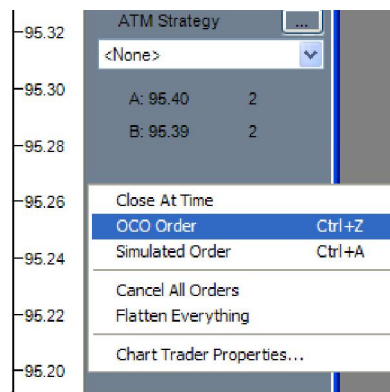 95.32
ATM Strategy
...
<None>
95.30
A: 95.40 2
B: 95.39 2
95.28
95.26
Close At Time
OCO Order Ctrl+Z
Simulated Order Ctrl+A
95.24
Cancel All Orders
95.22
Flatten Everything
Chart Trader Properties...
95.20